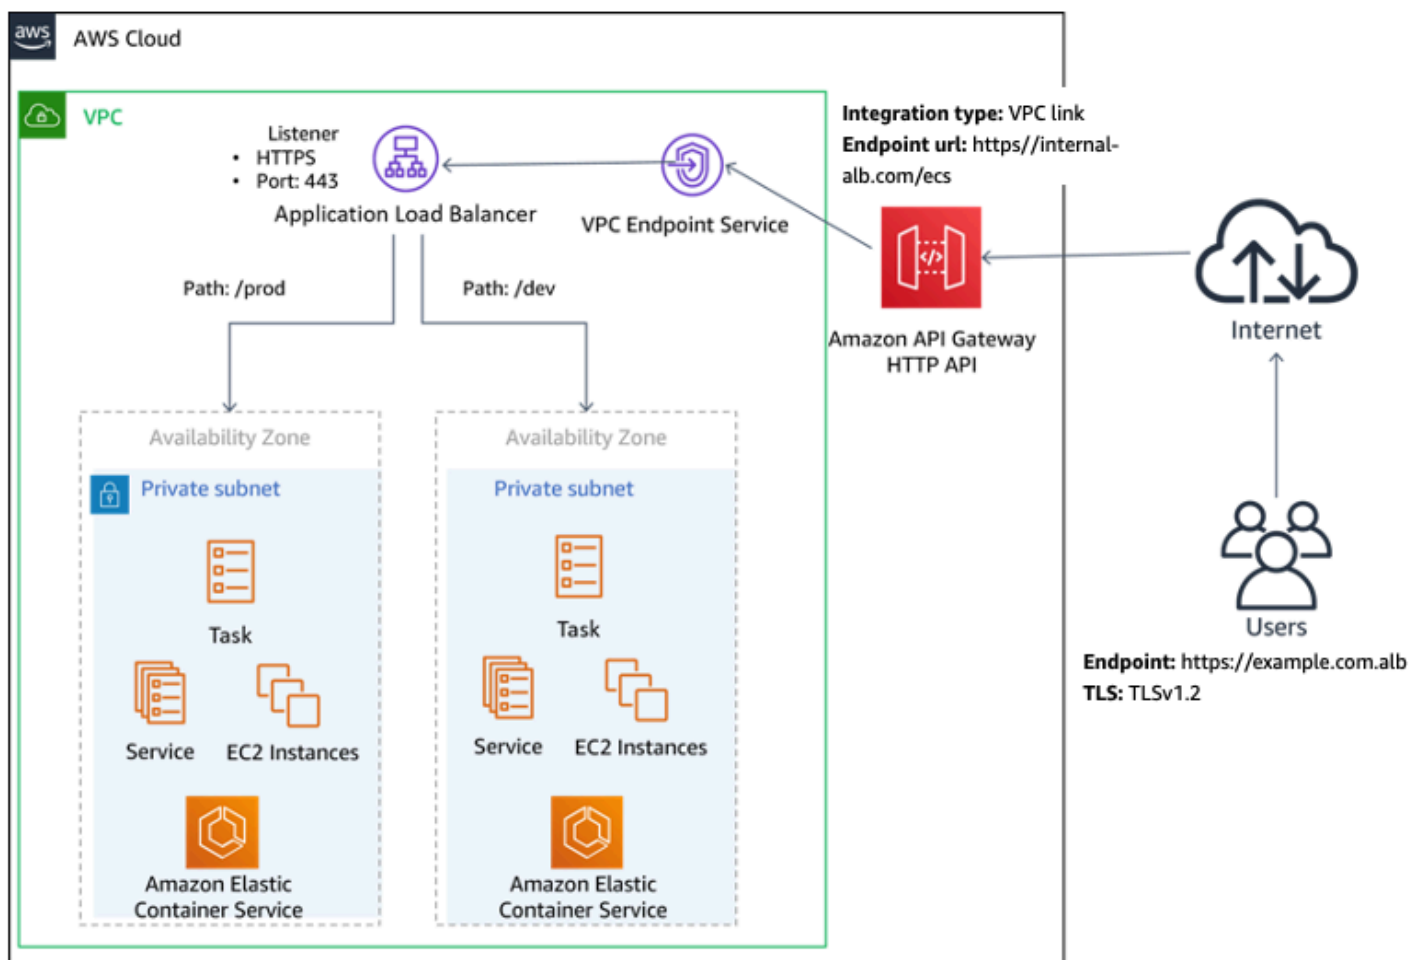 aws
AWS Cloud
VPC
Listener
• HTTPS
• Port: 443
Application Load Balancer
VPC Endpoint Service
Integration type: VPC link
Endpoint url: https//internal-
alb.com/ecs
Amazon API Gateway
HTTP API
Internet
Users
Endpoint: https://example.com.alb
TLS: TLSv1.2
Path: /prod
Path: /dev
Availability Zone
Private subnet
Task
Service
EC2 Instances
Amazon Elastic
Container Service
Availability Zone
Private subnet
Task
Service
EC2 Instances
Amazon Elastic
Container Service